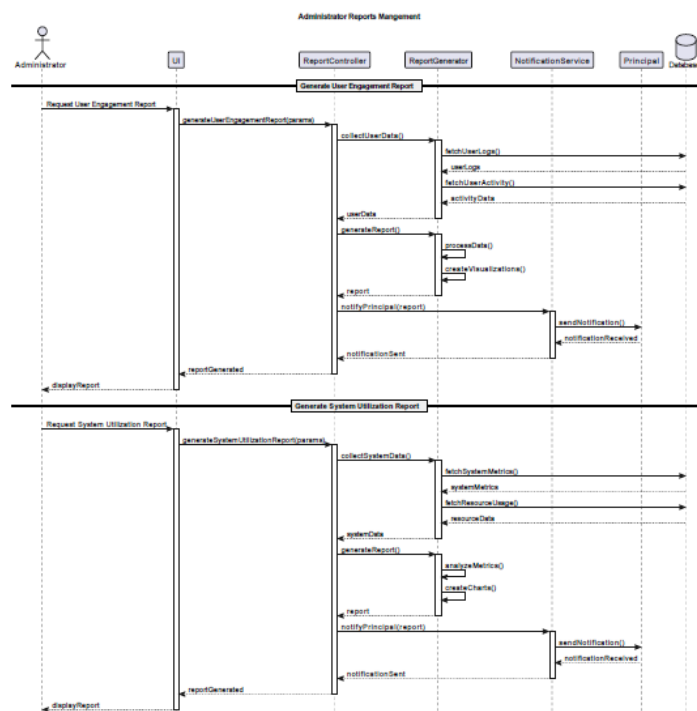 Administrator Reports Mangement
Administrator
UI
ReportController
ReportGenerator
NotificationService
Principal
Database
Generate User Engagement Report
Request User Engagement Report
generateUserEngagementReport(params)
collectUserData()
fetchUserLogs()
userLogs
fetchUserActivity()
activityData
userData
generateReport()
processData()
createVisualizations()
report
notifyPrincipal(report)
sendNotification()
notificationReceived
notificationSent
reportGenerated
displayReport
Generate System Utilization Report
Request System Utilization Report
generateSystemUtilizationReport(params)
collectSystemData()
fetchSystemMetrics()
systemMetrics
fetchResourceUsage()
resourceData
systemData
generateReport()
analyzeMetrics()
createCharts()
report
notifyPrincipal(report)
sendNotification()
notificationReceived
notificationSent
reportGenerated
displayReport